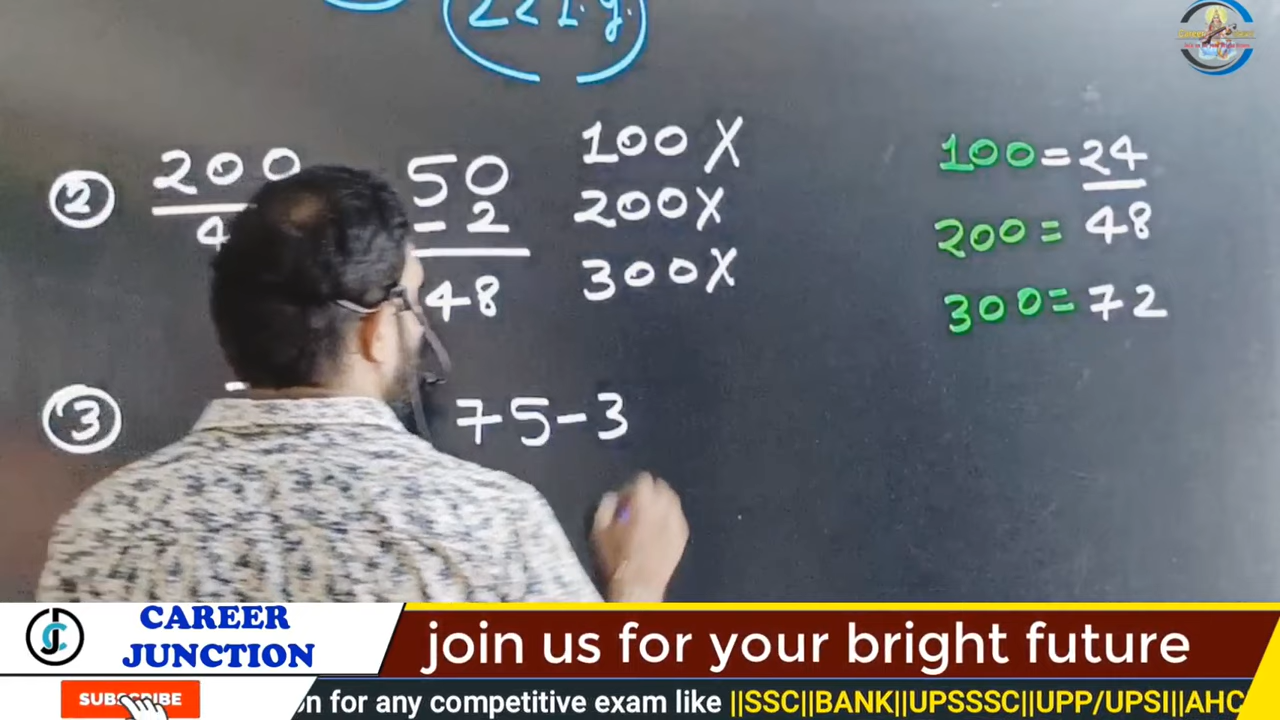 22 L.Y.
② 200 50 100 X 100 = 24
4 - 2 200 X 200 = 48
48 300 X 300 = 72
③ 75 - 3
CAREER JUNCTION
join us for your bright future
SUBSCRIBE
on for any competitive exam like ||SSC||BANK||UPSSSC||UPP/UPSI||AHC